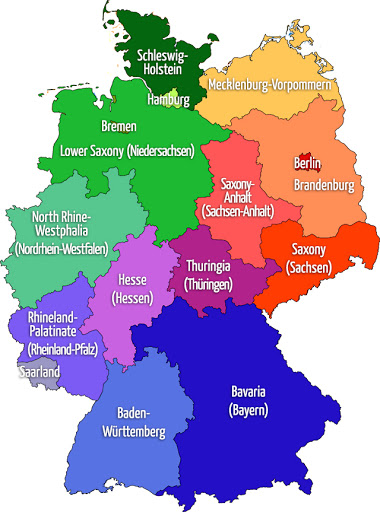 Schleswig-
Holstein
Mecklenburg-Vorpommern
Hamburg
Bremen
Lower Saxony (Niedersachsen)
Berlin
Brandenburg
Saxony-
Anhalt
(Sachsen-Anhalt)
North Rhine-
Westphalia
(Nordrhein-Westfalen)
Saxony
(Sachsen)
Thuringia
(Thüringen)
Hesse
(Hessen)
Rhineland-
Palatinate
(Rheinland-Pfalz)
Saarland
Bavaria
(Bayern)
Baden-
Württemberg